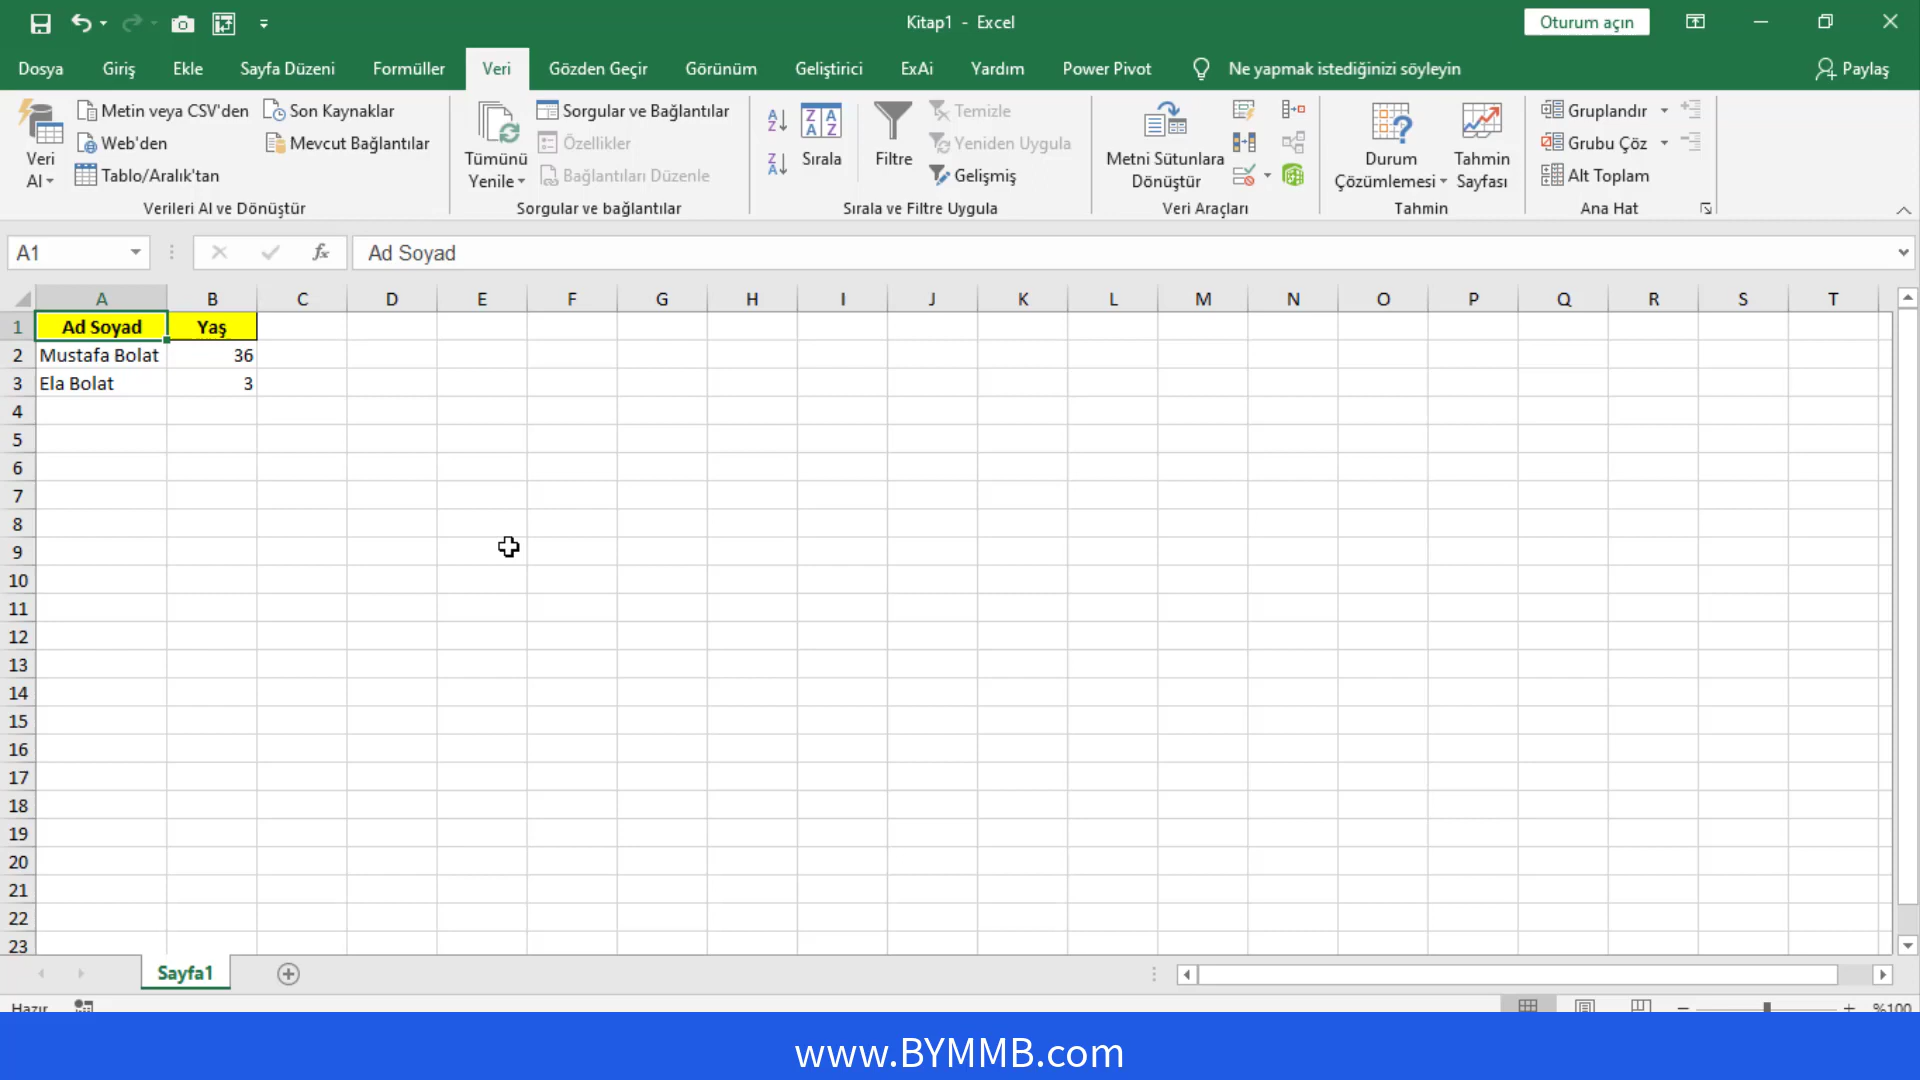 Kitap1 - Excel
Oturum açın
Dosya Giriş Ekle Sayfa Düzeni Formüller Veri Gözden Geçir Görünüm Geliştirici ExAi Yardım Power Pivot Ne yapmak istediğinizi söyleyin Paylaş
Veri Al
Metin veya CSV'den
Web'den
Tablo/Aralık'tan
Son Kaynaklar
Mevcut Bağlantılar
Verileri Al ve Dönüştür
Tümünü Yenile
Sorgular ve Bağlantılar
Özellikler
Bağlantıları Düzenle
Sorgular ve bağlantılar
Sırala
Filtre
Temizle
Yeniden Uygula
Gelişmiş
Sırala ve Filtre Uygula
Metni Sütunlara
Dönüştür
Veri Araçları
Durum
Çözümlemesi
Tahmin
Sayfası
Tahmin
Gruplandır
Grubu Çöz
Alt Toplam
Ana Hat
A1 fx Ad Soyad
A B C D E F G H I J K L M N O P Q R S T
1 Ad Soyad Yaş
2 Mustafa Bolat 36
3 Ela Bolat 3
4
5
6
7
8
9
10
11
12
13
14
15
16
17
18
19
20
21
22
23
Sayfa1
Hazır %100
www.BYMMB.com